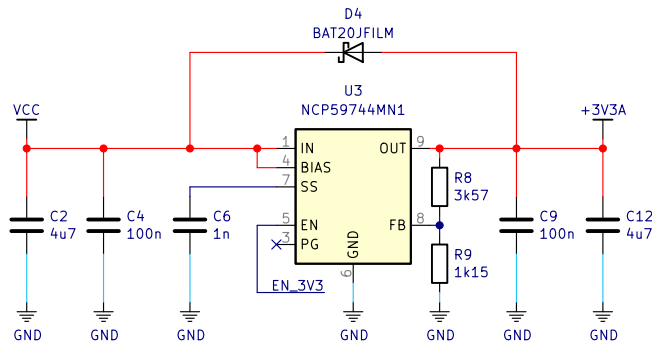 D4
BAT20JFILM
U3
NCP59744MN1
VCC
+3V3A
1 IN OUT 9
4 BIAS
7 SS
R8
3k57
C2
4u7
C4
100n
C6
1n
5 EN FB 8
3 PG
GND
6
C9
100n
C12
4u7
R9
1k15
EN_3V3
GND GND GND GND GND GND GND